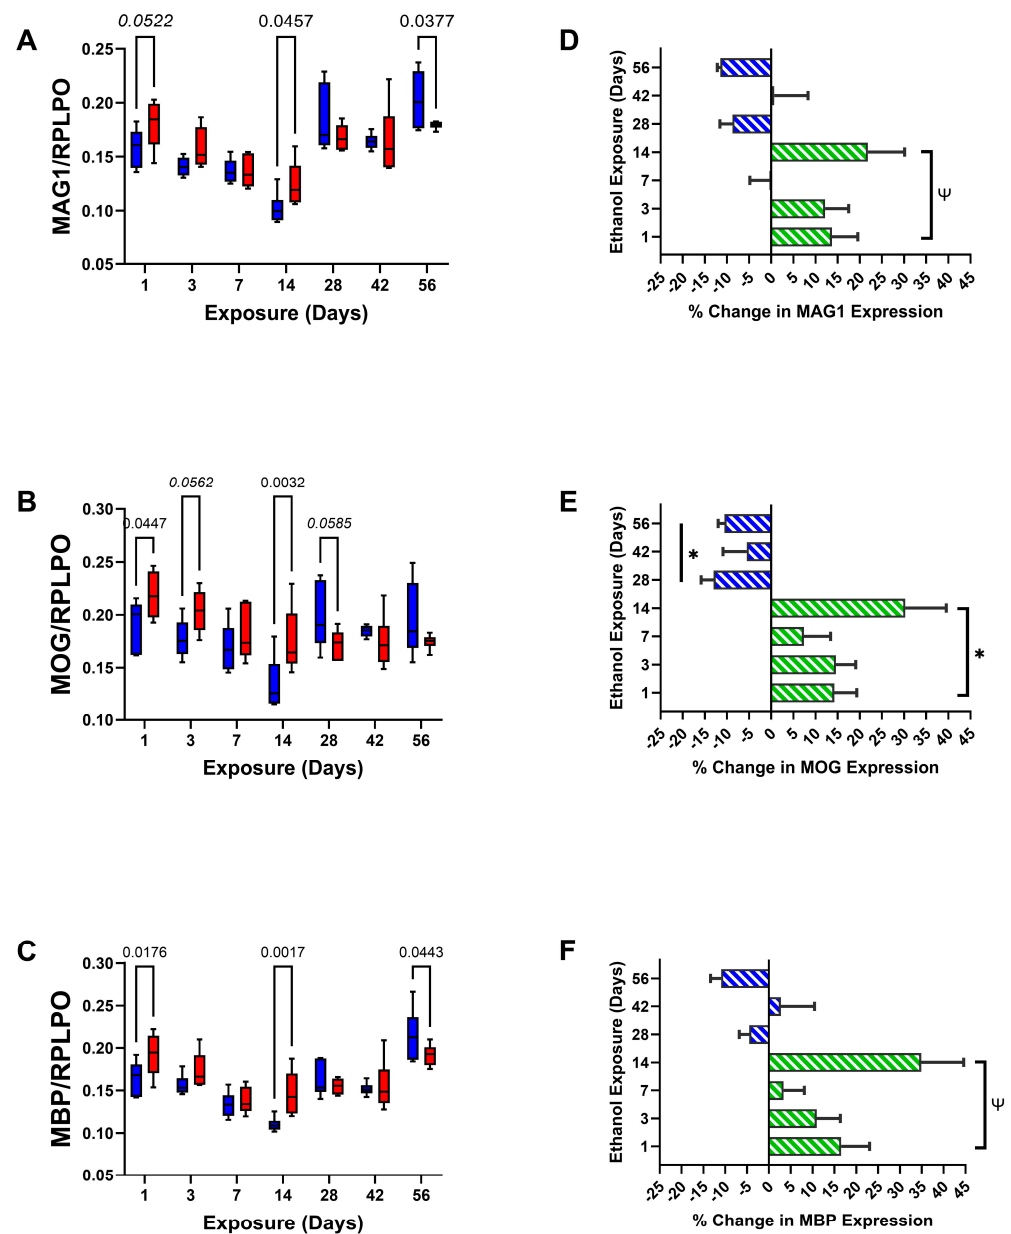 A
0.0522 0.0457 0.0377
MAG1/RPLPO
0.25
0.20
0.15
0.10
0.05
1 3 7 14 28 42 56
Exposure (Days)
D
Ethanol Exposure (Days)
56
42
28
14
7
3
1
Ψ
-25 -20 -15 -10 -5 0 5 10 15 20 25 30 35 40 45
% Change in MAG1 Expression
B
0.0447 0.0562 0.0032 0.0585
MOG/RPLPO
0.30
0.25
0.20
0.15
0.10
1 3 7 14 28 42 56
Exposure (Days)
E
Ethanol Exposure (Days)
56
42
28
14
7
3
1
*
*
-25 -20 -15 -10 -5 0 5 10 15 20 25 30 35 40 45
% Change in MOG Expression
C
0.0176 0.0017 0.0443
MBP/RPLPO
0.30
0.25
0.20
0.15
0.10
0.05
1 3 7 14 28 42 56
Exposure (Days)
F
Ethanol Exposure (Days)
56
42
28
14
7
3
1
Ψ
-25 -20 -15 -10 -5 0 5 10 15 20 25 30 35 40 45
% Change in MBP Expression